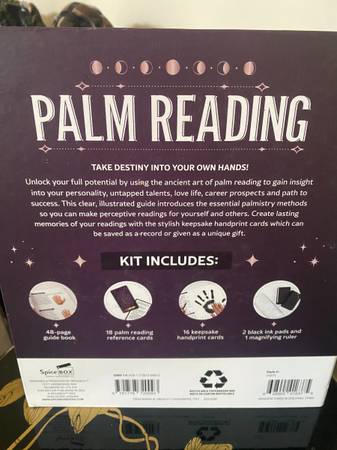 PALM READING
TAKE DESTINY INTO YOUR OWN HANDS!
Unlock your full potential by using the ancient art of palm reading to gain insight
into your personality, untapped talents, love life, career prospects and path to
success. This clear, illustrated guide introduces the essential palmistry methods
so you can make perceptive readings for yourself and others. Create lasting
memories of your readings with the stylish keepsake handprint cards which can
be saved as a record or given as a unique gift.
KIT INCLUDES:
48-page
guide book
18 palm reading
reference cards
16 keepsake
handprint cards
2 black ink pads and
1 magnifying ruler
SpiceBOX